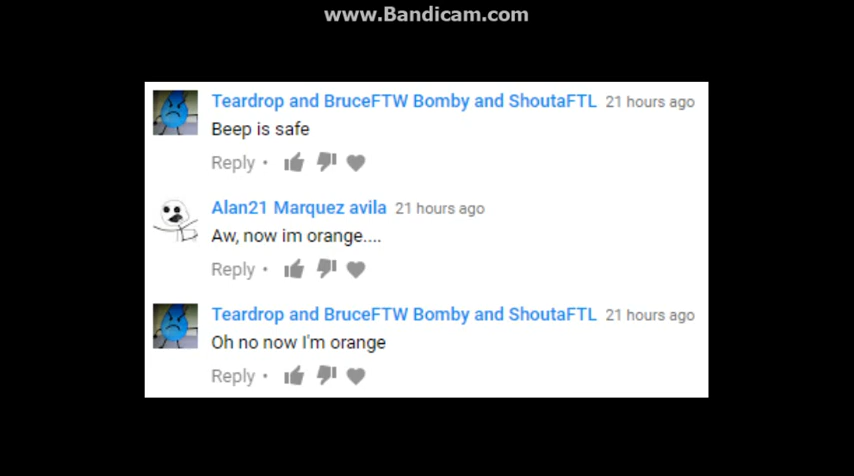 www.Bandicam.com
Teardrop and BruceFTW Bomby and ShoutaFTL 21 hours ago
Beep is safe
Reply •
Alan21 Marquez avila 21 hours ago
Aw, now im orange....
Reply •
Teardrop and BruceFTW Bomby and ShoutaFTL 21 hours ago
Oh no now I'm orange
Reply •